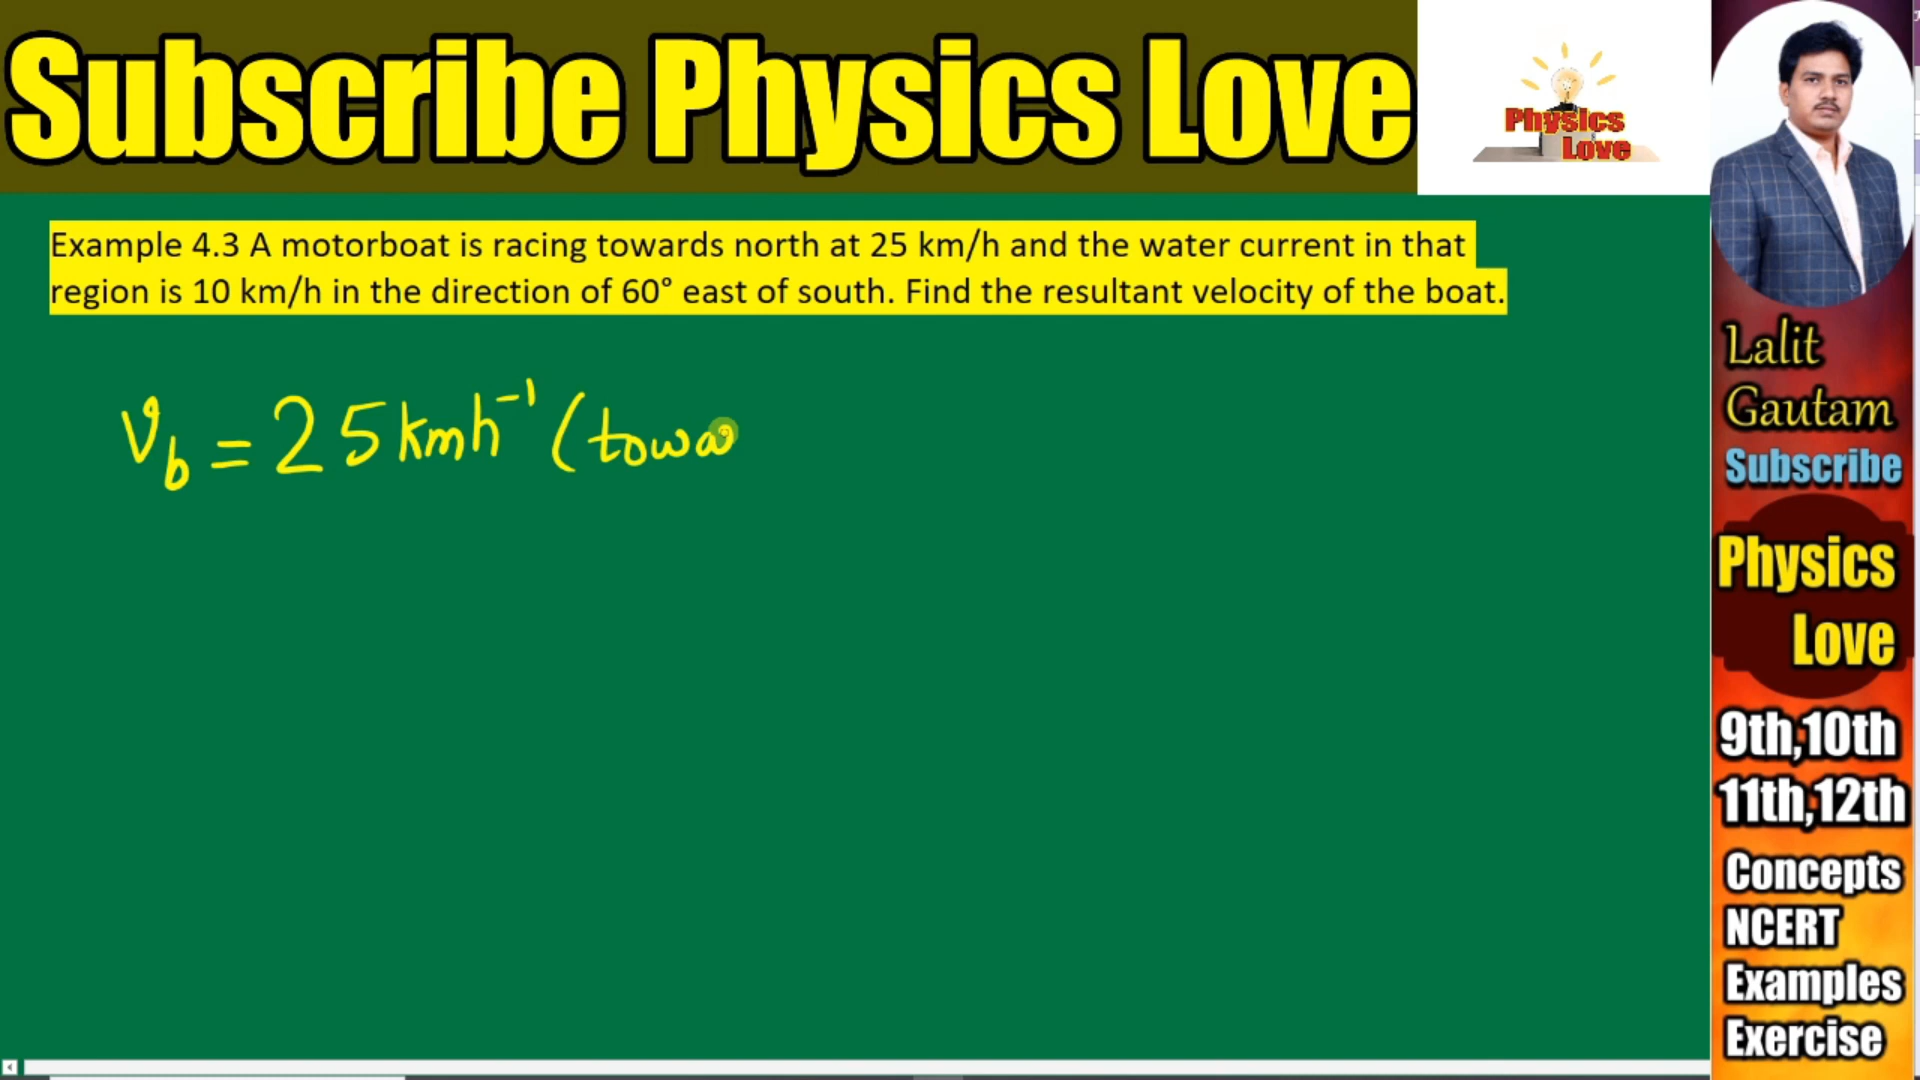 Subscribe Physics Love
Physics
Love
Example 4.3 A motorboat is racing towards north at 25 km/h and the water current in that
region is 10 km/h in the direction of 60° east of south. Find the resultant velocity of the boat.
v_b = 25 kmh⁻¹ (towa
Lalit
Gautam
Subscribe
Physics
Love
9th,10th
11th,12th
Concepts
NCERT
Examples
Exercise